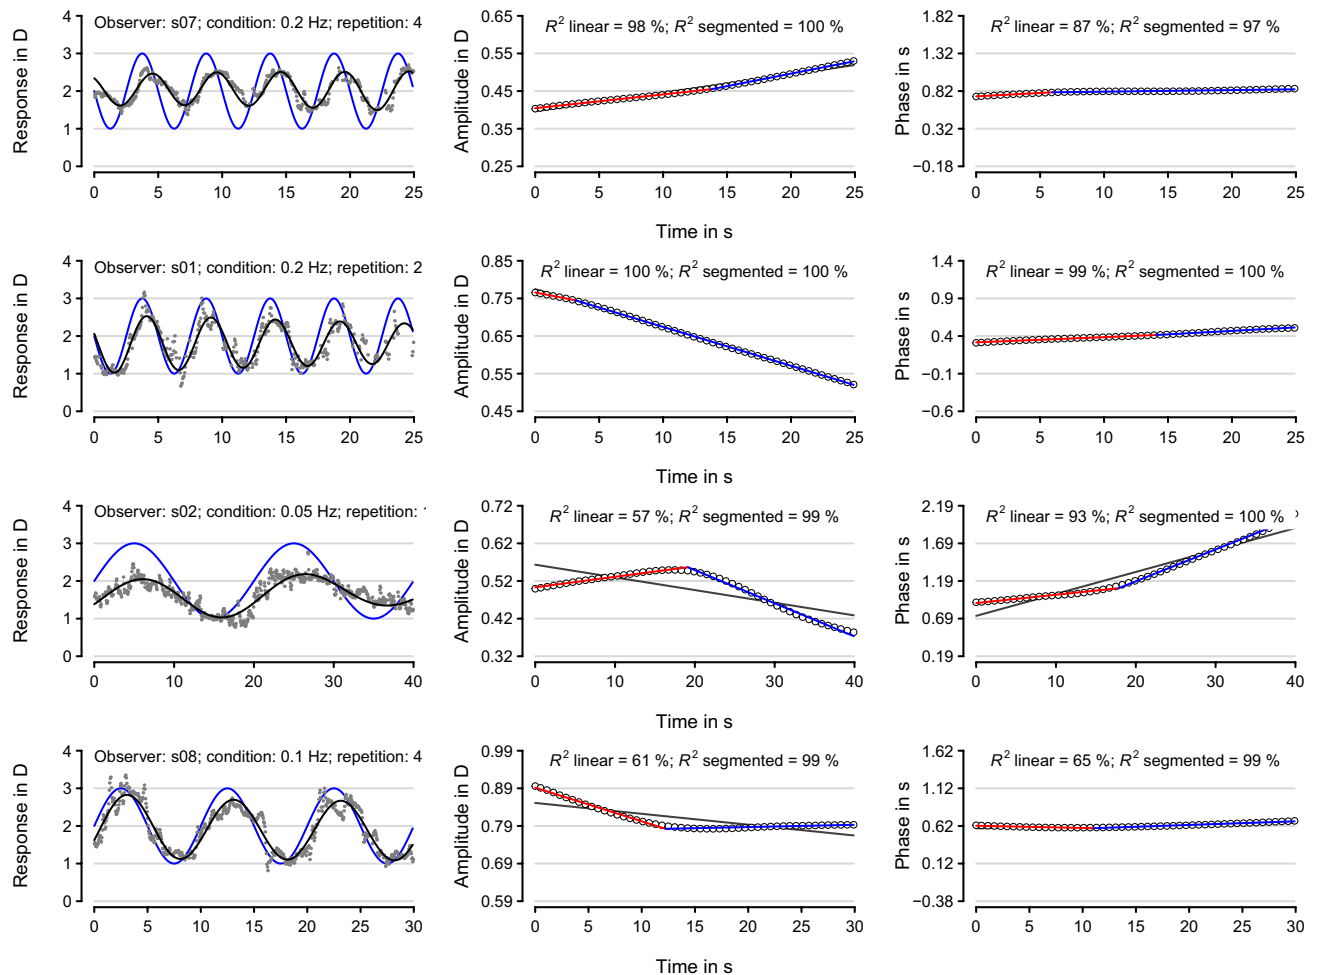 Observer: s07; condition: 0.2 Hz; repetition: 4
Response in D
4
3
2
1
0
0 5 10 15 20 25
R2 linear = 98 %; R2 segmented = 100 %
Amplitude in D
0.65
0.55
0.45
0.35
0.25
0 5 10 15 20 25
Time in s
R2 linear = 87 %; R2 segmented = 97 %
Phase in s
1.82
1.32
0.82
0.32
−0.18
0 5 10 15 20 25
Observer: s01; condition: 0.2 Hz; repetition: 2
Response in D
4
3
2
1
0
0 5 10 15 20 25
R2 linear = 100 %; R2 segmented = 100 %
Amplitude in D
0.85
0.75
0.65
0.55
0.45
0 5 10 15 20 25
Time in s
R2 linear = 99 %; R2 segmented = 100 %
Phase in s
1.4
0.9
0.4
−0.1
−0.6
0 5 10 15 20 25
Observer: s02; condition: 0.05 Hz; repetition:
Response in D
4
3
2
1
0
0 10 20 30 40
R2 linear = 57 %; R2 segmented = 99 %
Amplitude in D
0.72
0.62
0.52
0.42
0.32
0 10 20 30 40
Time in s
R2 linear = 93 %; R2 segmented = 100 %
Phase in s
2.19
1.69
1.19
0.69
0.19
0 10 20 30 40
Observer: s08; condition: 0.1 Hz; repetition: 4
Response in D
4
3
2
1
0
0 5 10 15 20 25 30
R2 linear = 61 %; R2 segmented = 99 %
Amplitude in D
0.99
0.89
0.79
0.69
0.59
0 5 10 15 20 25 30
Time in s
R2 linear = 65 %; R2 segmented = 99 %
Phase in s
1.62
1.12
0.62
0.12
−0.38
0 5 10 15 20 25 30